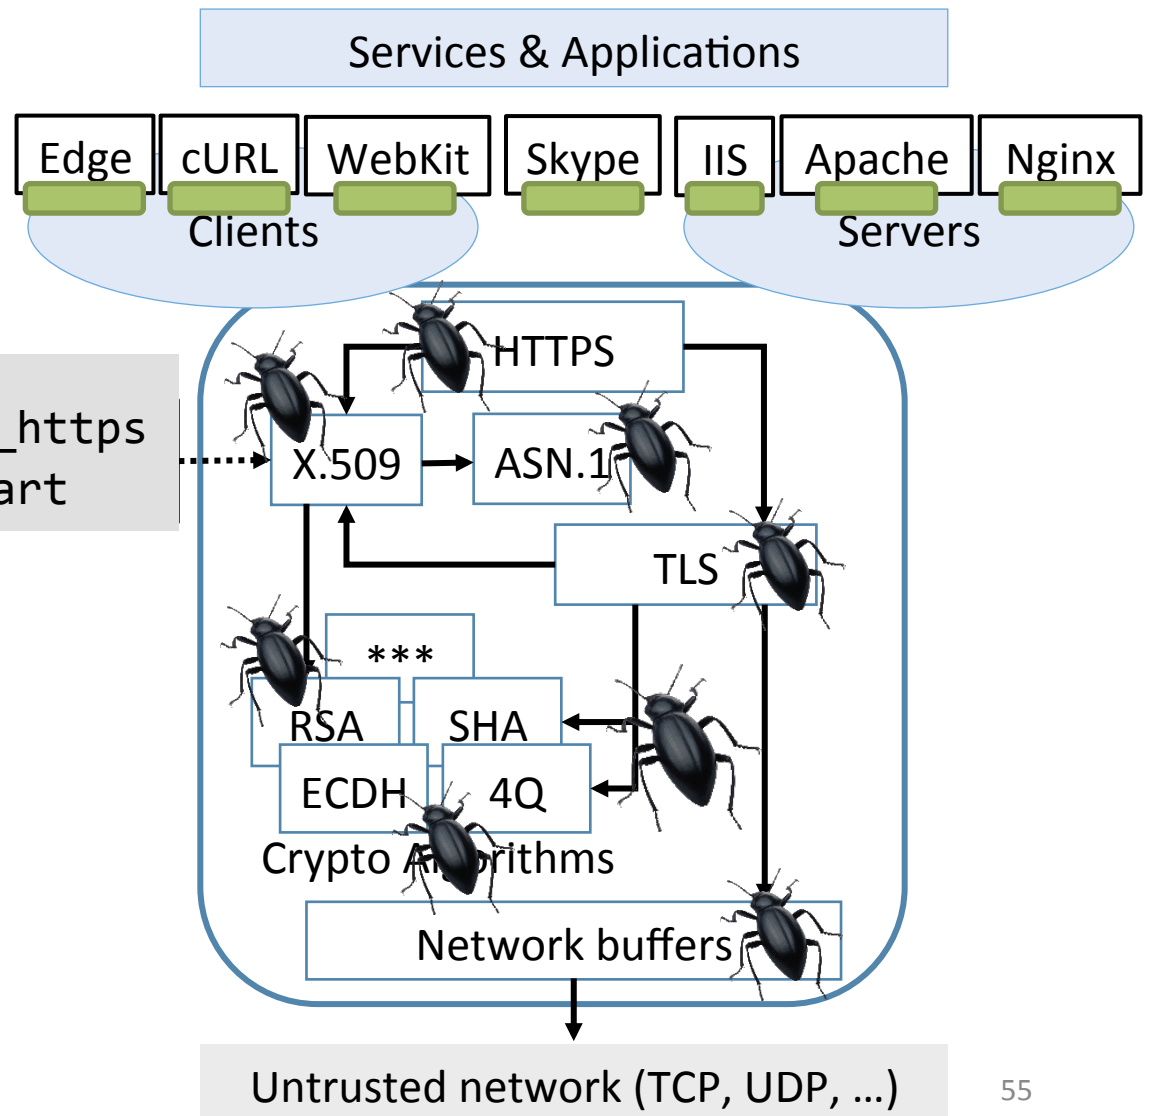 Services & Applications
Edge
cURL
WebKit
Skype
IIS
Apache
Nginx
Clients
Servers
HTTPS
_https
art
X.509
ASN.1
TLS
***
RSA
SHA
ECDH
4Q
Crypto Algorithms
Network buffers
Untrusted network (TCP, UDP, ...)
55